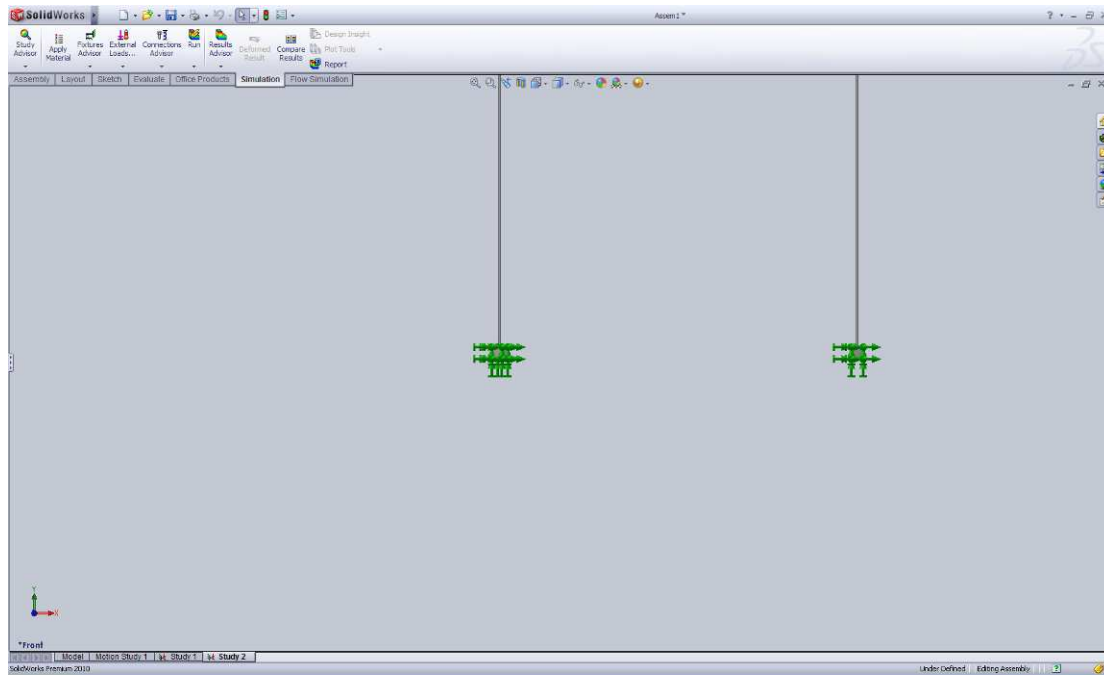 SolidWorks
Assem1 *
Study Advisor
Apply Material
Fixtures Advisor
External Loads...
Connections Advisor
Run
Results Advisor
Deformed Result
Compare Results
Design Insight
Plot Tools
Report
Assembly Layout Sketch Evaluate Office Products Simulation Flow Simulation
Y
X
*Front
Model Motion Study 1 Study 1 Study 2
SolidWorks Premium 2010 Under Defined Editing Assembly